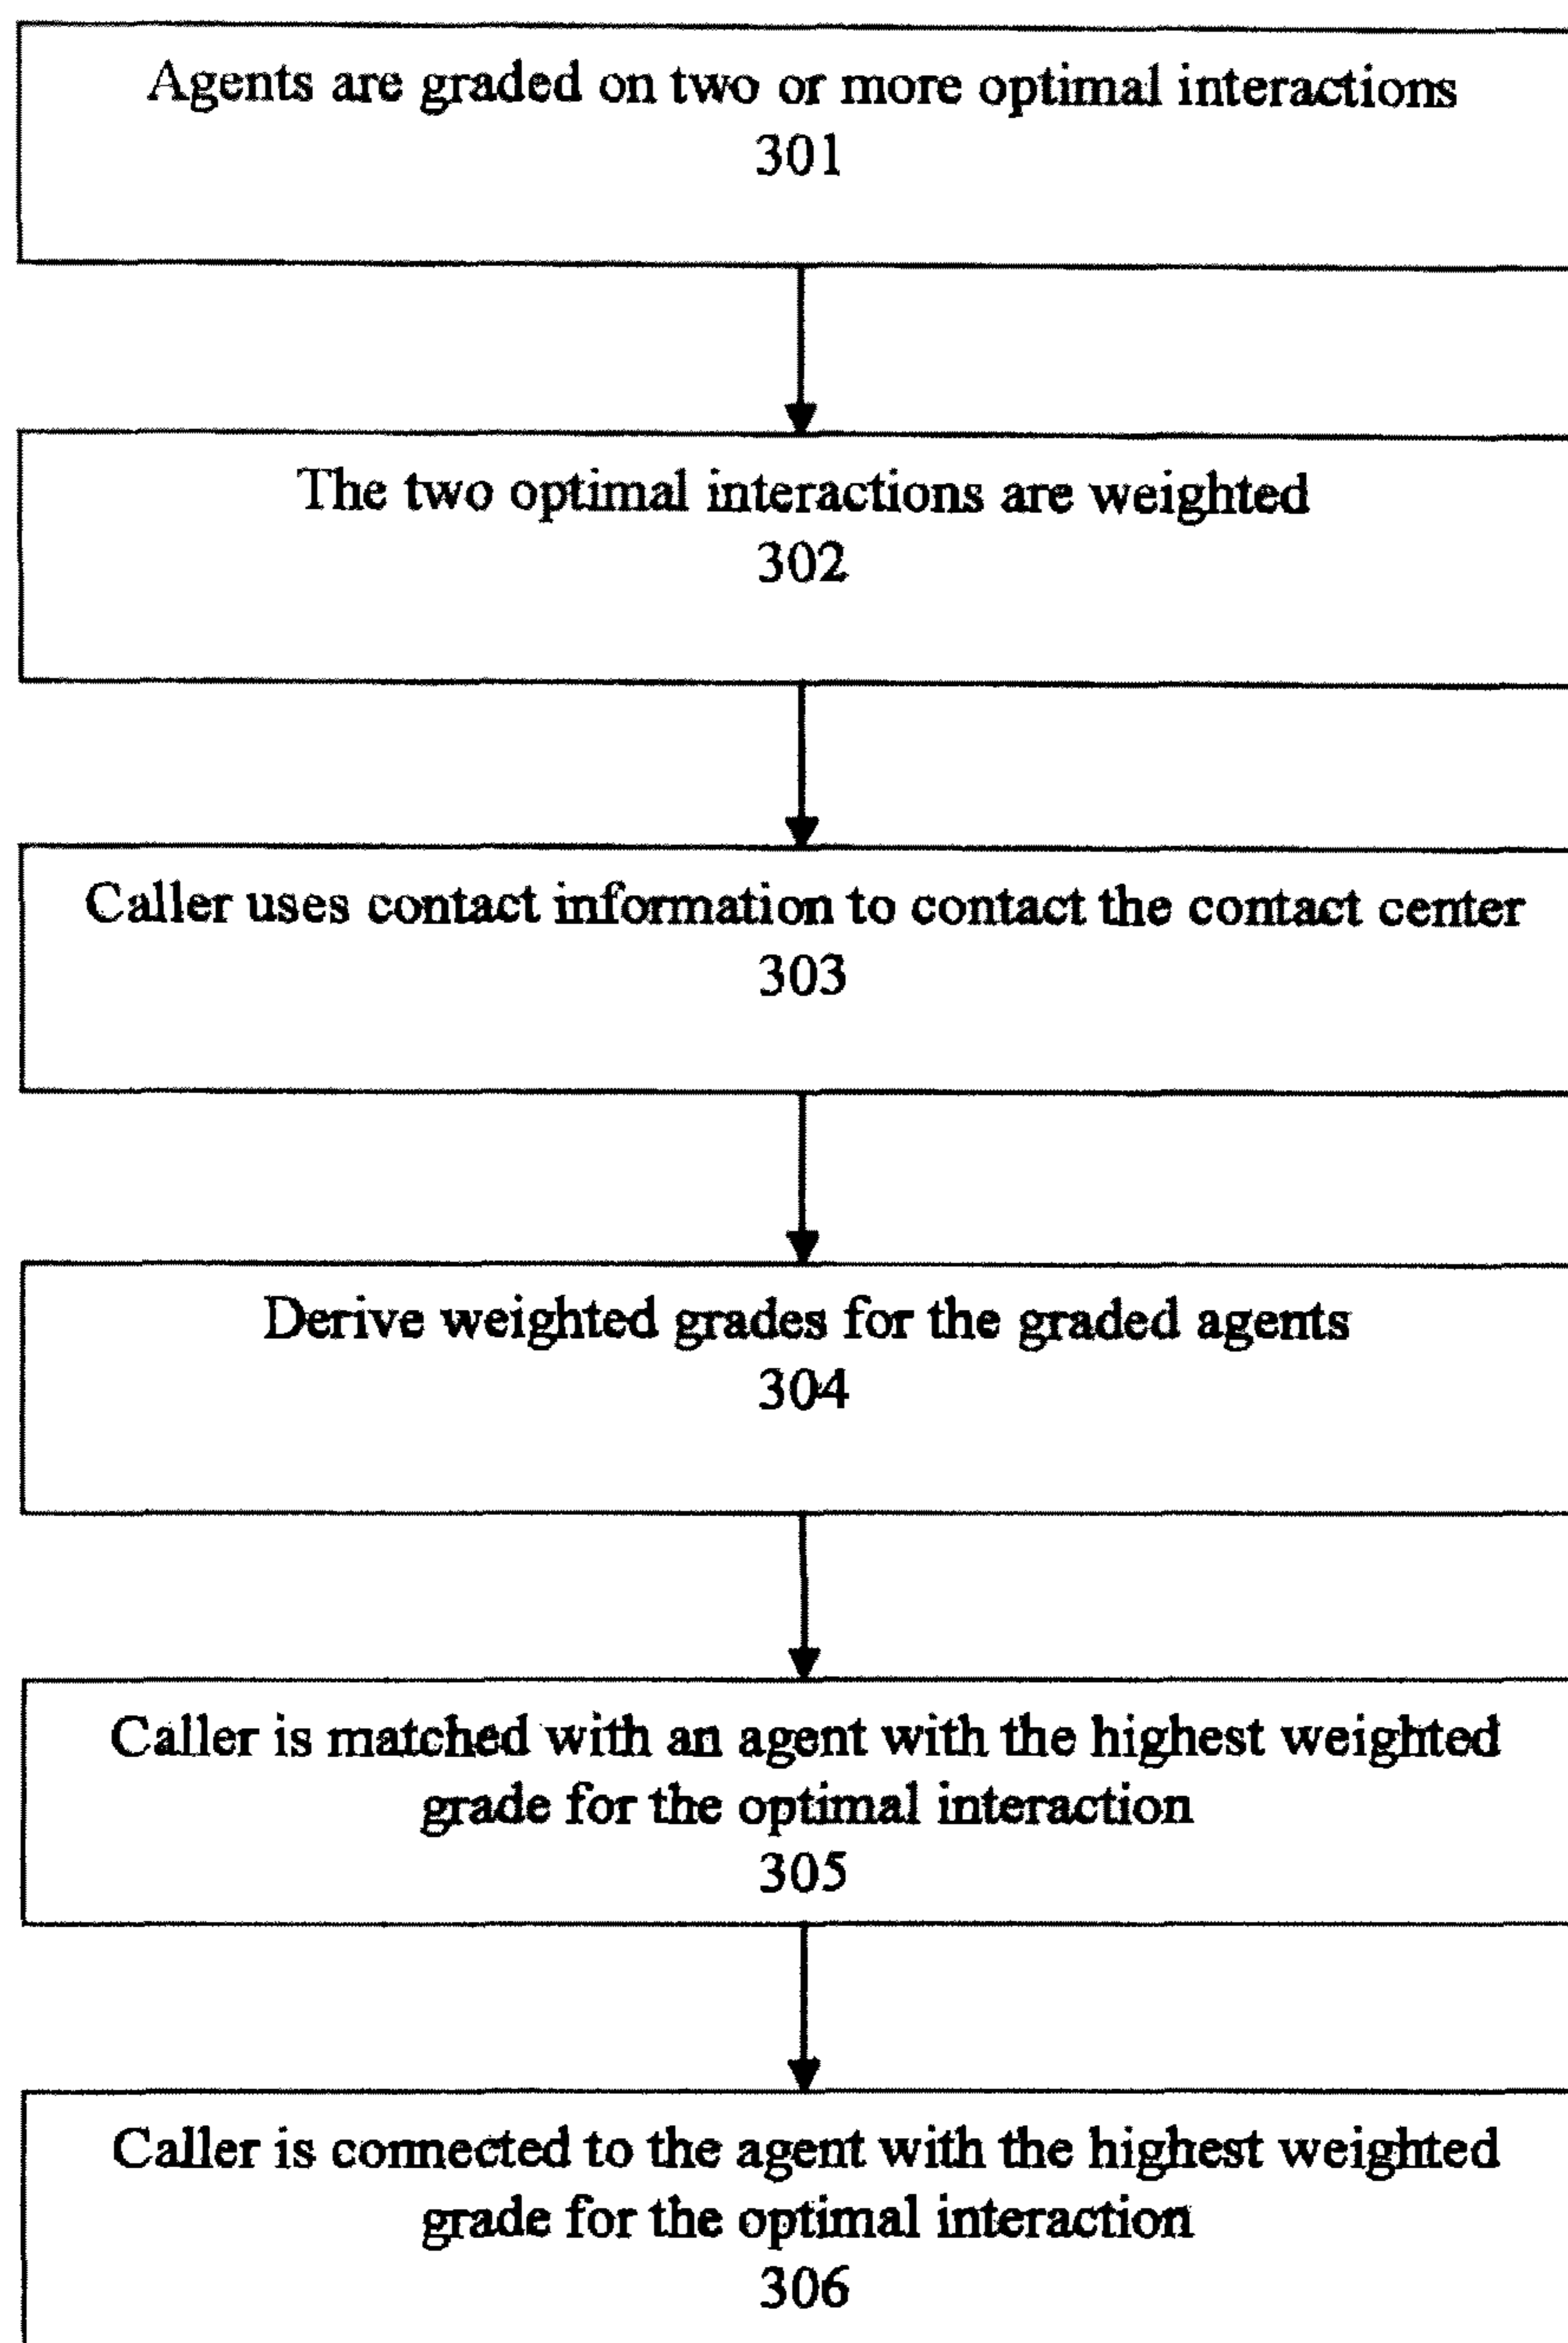 Agents are graded on two or more optimal interactions
301
The two optimal interactions are weighted
302
Caller uses contact information to contact the contact center
303
Derive weighted grades for the graded agents
304
Caller is matched with an agent with the highest weighted
grade for the optimal interaction
305
Caller is connected to the agent with the highest weighted
grade for the optimal interaction
306